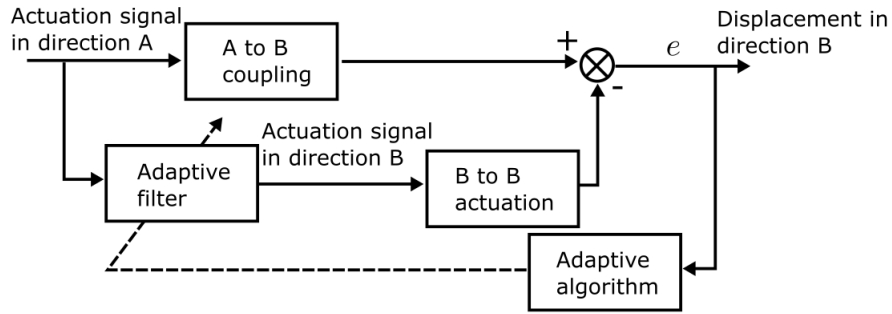 Actuation signal
in direction A
A to B
coupling
+
-
e
Displacement in
direction B
Adaptive
filter
Actuation signal
in direction B
B to B
actuation
Adaptive
algorithm